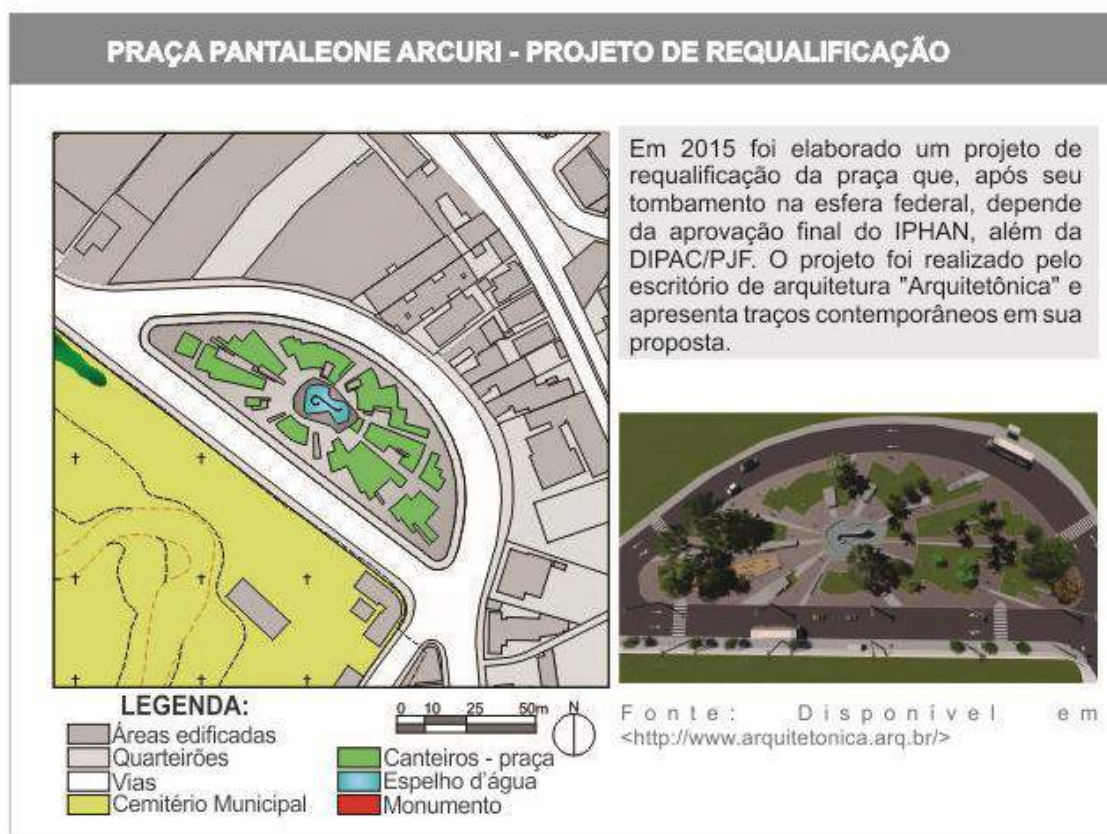 PRAÇA PANTALEONE ARCURI - PROJETO DE REQUALIFICAÇÃO
Em 2015 foi elaborado um projeto de
requalificação da praça que, após seu
tombamento na esfera federal, depende
da aprovação final do IPHAN, além da
DIPAC/PJF. O projeto foi realizado pelo
escritório de arquitetura "Arquitetônica" e
apresenta traços contemporâneos em sua
proposta.
LEGENDA:
Áreas edificadas
Quarteirões
Vias
Cemitério Municipal
0 10 25 50m
N
Canteiros - praça
Espelho d'água
Monumento
Fonte: Disponível em
<http://www.arquitetonica.arq.br/>